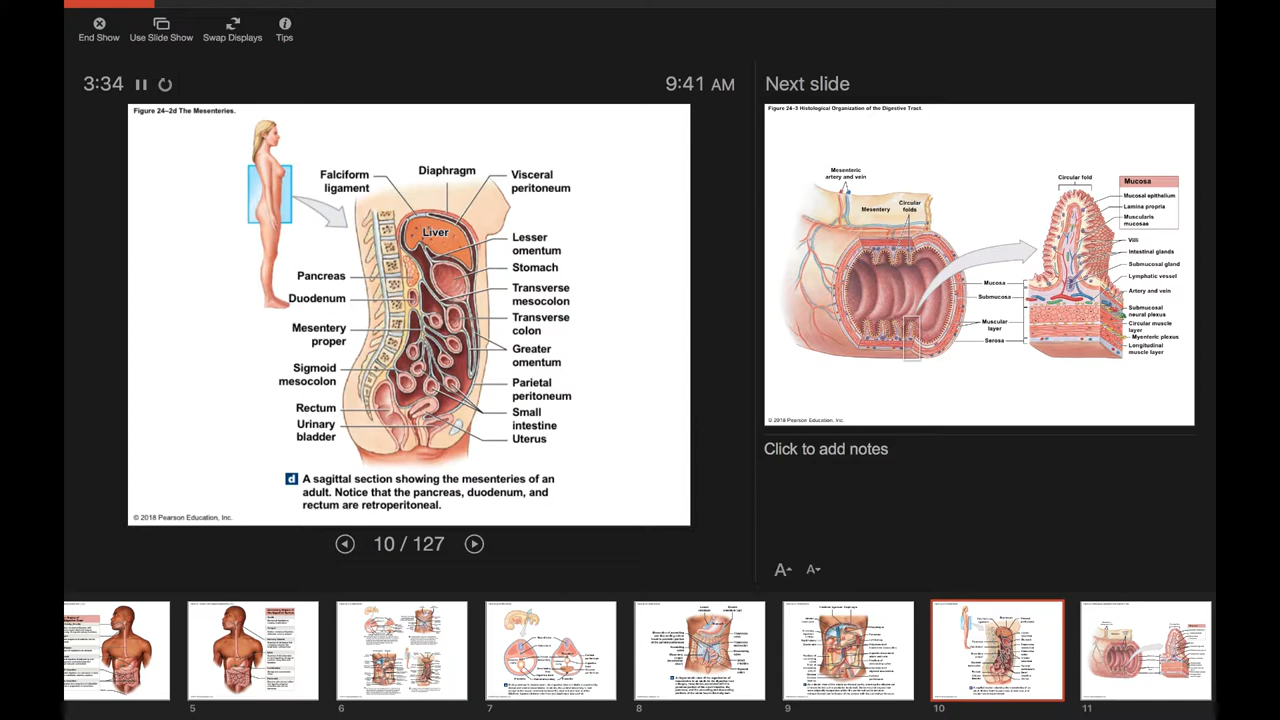 End Show
Use Slide Show
Swap Displays
Tips
3:34
9:41 AM
Next slide
Figure 24–2d The Mesenteries.
Falciform
ligament
Diaphragm
Visceral
peritoneum
Liver
Lesser
omentum
Pancreas
Stomach
Duodenum
Transverse
mesocolon
Mesentery
proper
Transverse
colon
Greater
omentum
Sigmoid
mesocolon
Parietal
peritoneum
Rectum
Small
intestine
Urinary
bladder
Uterus
d A sagittal section showing the mesenteries of an
adult. Notice that the pancreas, duodenum, and
rectum are retroperitoneal.
© 2018 Pearson Education, Inc.
10 / 127
Figure 24–3 Histological Organization of the Digestive Tract.
Mesenteric
artery and vein
Mesentery
Circular
folds
Circular fold
Mucosa
Mucosal epithelium
Lamina propria
Muscularis
mucosae
Villi
Intestinal glands
Submucosal gland
Lymphatic vessel
Artery and vein
Submucosal
neural plexus
Circular muscle
layer
Myenteric plexus
Longitudinal
muscle layer
Mucosa
Submucosa
Muscular
layer
Serosa
© 2018 Pearson Education, Inc.
Click to add notes
A A
5
6
7
8
9
10
11